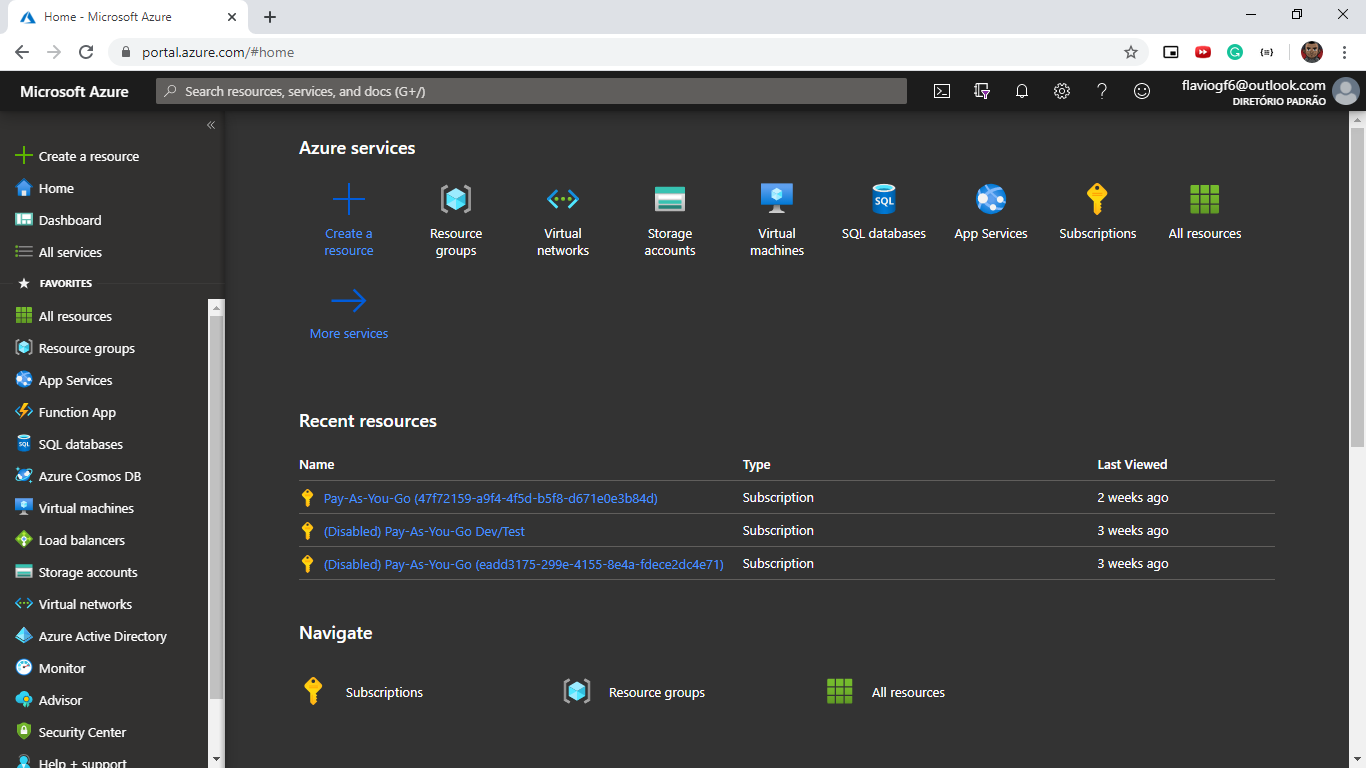 Home - Microsoft Azure
portal.azure.com/#home
Microsoft Azure
Search resources, services, and docs (G+/)
flaviogf6@outlook.com
DIRETÓRIO PADRÃO
Create a resource
Home
Dashboard
All services
FAVORITES
All resources
Resource groups
App Services
Function App
SQL databases
Azure Cosmos DB
Virtual machines
Load balancers
Storage accounts
Virtual networks
Azure Active Directory
Monitor
Advisor
Security Center
Help + support
Azure services
Create a
resource
Resource
groups
Virtual
networks
Storage
accounts
Virtual
machines
SQL databases
App Services
Subscriptions
All resources
More services
Recent resources
Name Type Last Viewed
Pay-As-You-Go (47f72159-a9f4-4f5d-b5f8-d671e0e3b84d) Subscription 2 weeks ago
(Disabled) Pay-As-You-Go Dev/Test Subscription 3 weeks ago
(Disabled) Pay-As-You-Go (eadd3175-299e-4155-8e4a-fdece2dc4e71) Subscription 3 weeks ago
Navigate
Subscriptions Resource groups All resources